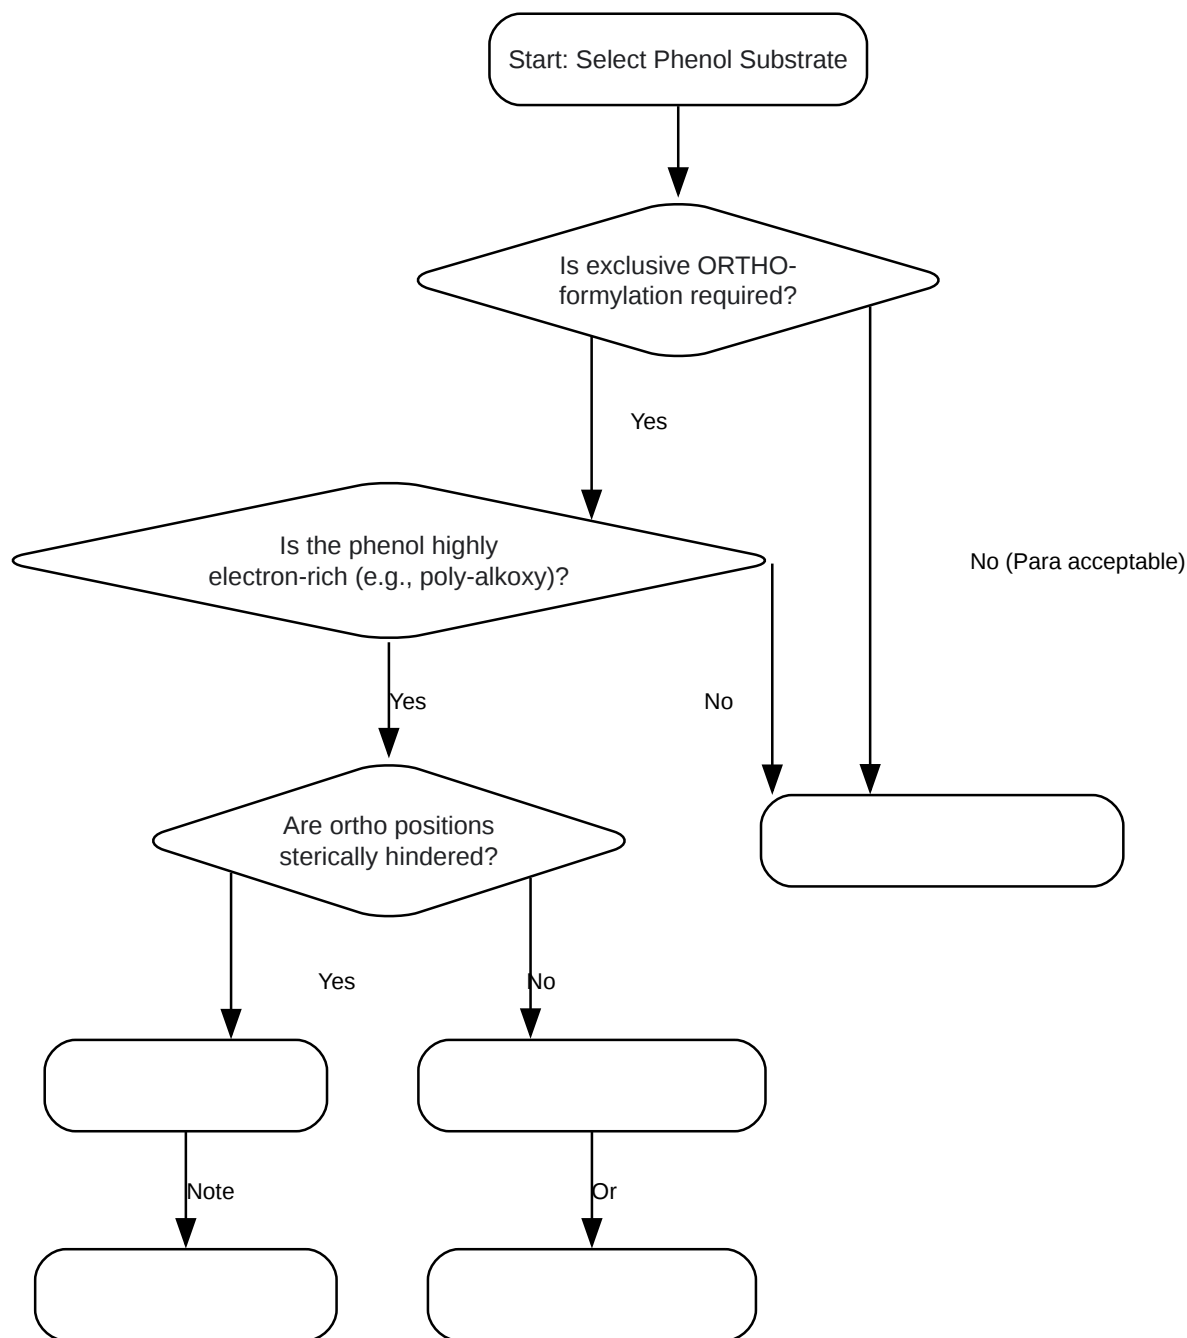 Start: Select Phenol Substrate
Is exclusive ORTHO-
formylation required?
Yes
Is the phenol highly
electron-rich (e.g., poly-alkoxy)?
No (Para acceptable)
Yes
No
Are ortho positions
sterically hindered?
Yes
No
Note
Or